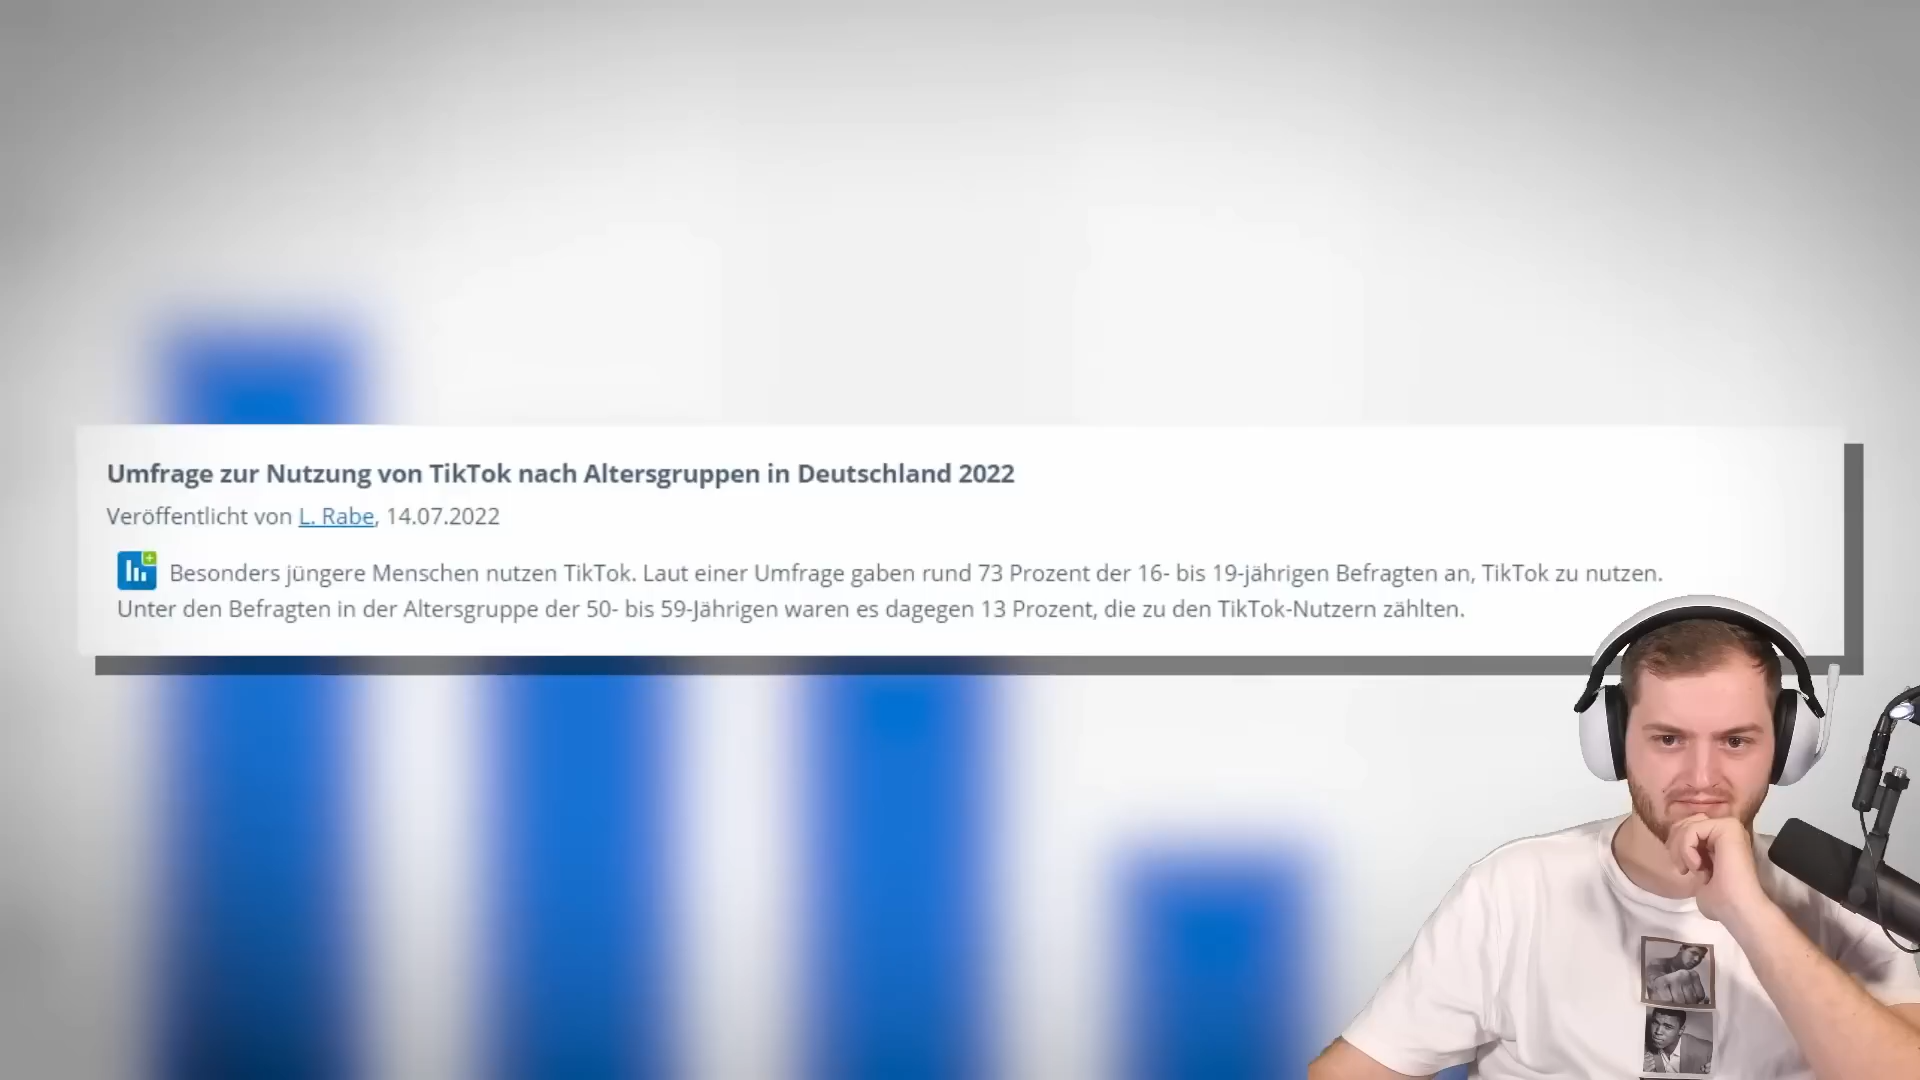 Umfrage zur Nutzung von TikTok nach Altersgruppen in Deutschland 2022
Veröffentlicht von L. Rabe, 14.07.2022
Besonders jüngere Menschen nutzen TikTok. Laut einer Umfrage gaben rund 73 Prozent der 16- bis 19-jährigen Befragten an, TikTok zu nutzen.
Unter den Befragten in der Altersgruppe der 50- bis 59-Jährigen waren es dagegen 13 Prozent, die zu den TikTok-Nutzern zählten.